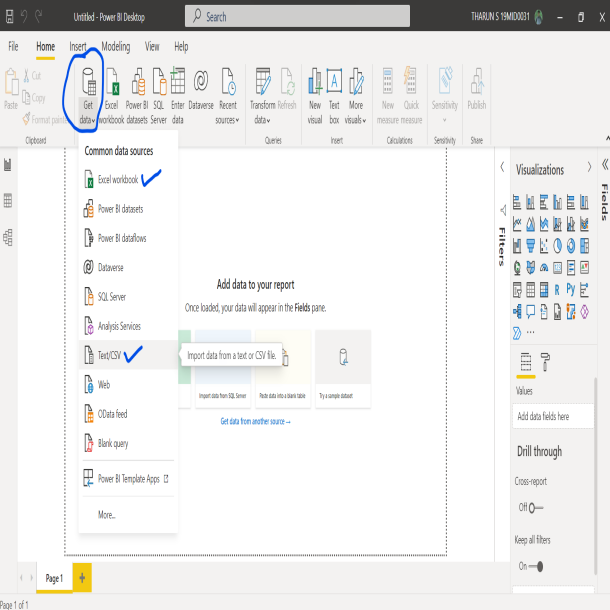 Untitled - Power BI Desktop
Search
THARUN S 19MID0031
File Home Insert Modeling View Help
Paste
Cut
Copy
Format painter
Get data
Excel workbook
Power BI datasets
SQL Server
Enter data
Dataverse
Recent sources
Transform data
Refresh
New visual
Text box
More visuals
New measure
Quick measure
Sensitivity
Publish
Clipboard
Queries
Insert
Calculations
Sensitivity
Share
Common data sources
Excel workbook
Power BI datasets
Power BI dataflows
Dataverse
SQL Server
Analysis Services
Text/CSV
Web
OData feed
Blank query
Power BI Template Apps
More...
Add data to your report
Once loaded, your data will appear in the Fields pane.
Import data from a text or CSV file.
Import data from SQL Server
Paste data into a blank table
Try a sample dataset
Get data from another source →
Filters
Visualizations
R Py
...
Values
Add data fields here
Drill through
Cross-report
Off
Keep all filters
On
Fields
Page 1
+
Page 1 of 1